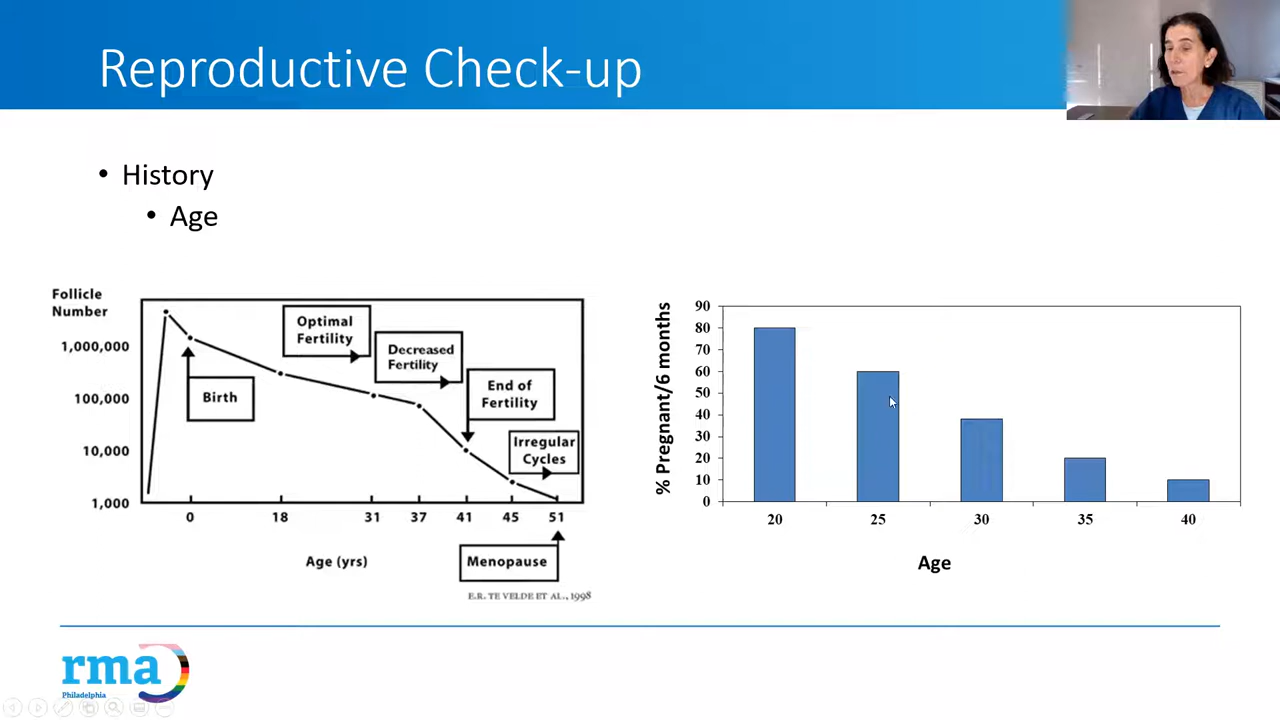 Reproductive Check-up
• History
• Age
Follicle
Number
1,000,000
100,000
10,000
1,000
Optimal
Fertility
Decreased
Fertility
End of
Fertility
Irregular
Cycles
Birth
0 18 31 37 41 45 51
Age (yrs)
Menopause
E.R. TE VELDE ET AL., 1998
% Pregnant/6 months
90
80
70
60
50
40
30
20
10
0
20 25 30 35 40
Age
rma
Philadelphia